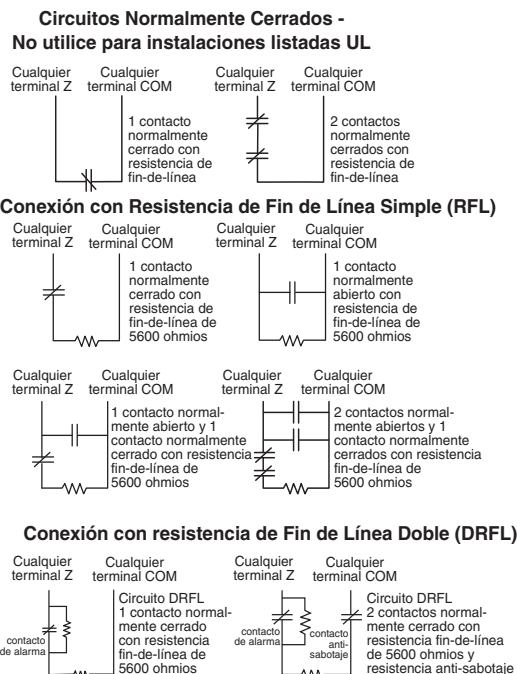 Circuitos Normalmente Cerrados -
No utilice para instalaciones listadas UL
Cualquier
terminal Z
Cualquier
terminal COM
1 contacto
normalmente
cerrado con
resistencia de
fin-de-línea
Cualquier
terminal Z
Cualquier
terminal COM
2 contactos
normalmente
cerrados con
resistencia de
fin-de-línea
Conexión con Resistencia de Fin de Línea Simple (RFL)
Cualquier
terminal Z
Cualquier
terminal COM
1 contacto
normalmente
cerrado con
resistencia de
fin-de-línea de
5600 ohmios
Cualquier
terminal Z
Cualquier
terminal COM
1 contacto
normalmente
abierto con
resistencia de
fin-de-línea de
5600 ohmios
Cualquier
terminal Z
Cualquier
terminal COM
1 contacto normal-
mente abierto y 1
contacto normalmente
cerrado con resistencia
fin-de-línea de
5600 ohmios
Cualquier
terminal Z
Cualquier
terminal COM
2 contactos normal-
mente abiertos y 1
contacto normalmente
cerrados con resistencia
fin-de-línea de
5600 ohmios
Conexión con resistencia de Fin de Línea Doble (DRFL)
Cualquier
terminal Z
Cualquier
terminal COM
contacto
de alarma
Circuito DRFL
1 contacto normal-
mente cerrado
con resistencia
fin-de-línea de
5600 ohmios
Cualquier
terminal Z
Cualquier
terminal COM
contacto
de alarma
contacto
anti-
sabotaje
Circuito DRFL
2 contactos normal-
mente cerrado con
resistencia fin-de-línea
de 5600 ohmios y
resistencia anti-sabotaje